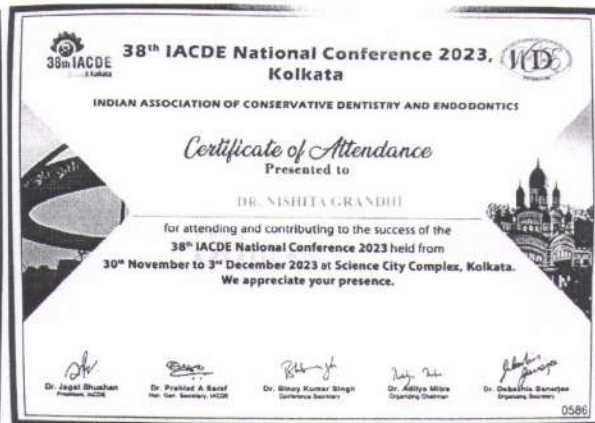 38th IACDE
Kolkata
38th IACDE National Conference 2023,
Kolkata
INDIAN ASSOCIATION OF CONSERVATIVE DENTISTRY AND ENDODONTICS
Certificate of Attendance
Presented to
DR. NISHITA GRANDHI
for attending and contributing to the success of the
38th IACDE National Conference 2023 held from
30th November to 3rd December 2023 at Science City Complex, Kolkata.
We appreciate your presence.
Dr. Jagat Bhushan
President, IACDE
Dr. Prahlad A Saraf
Hon. Gen. Secretary, IACDE
Dr. Binoy Kumar Singh
Conference Secretary
Dr. Aditya Mitra
Organizing Chairman
Dr. Debashis Banerjee
Organizing Secretary
0586